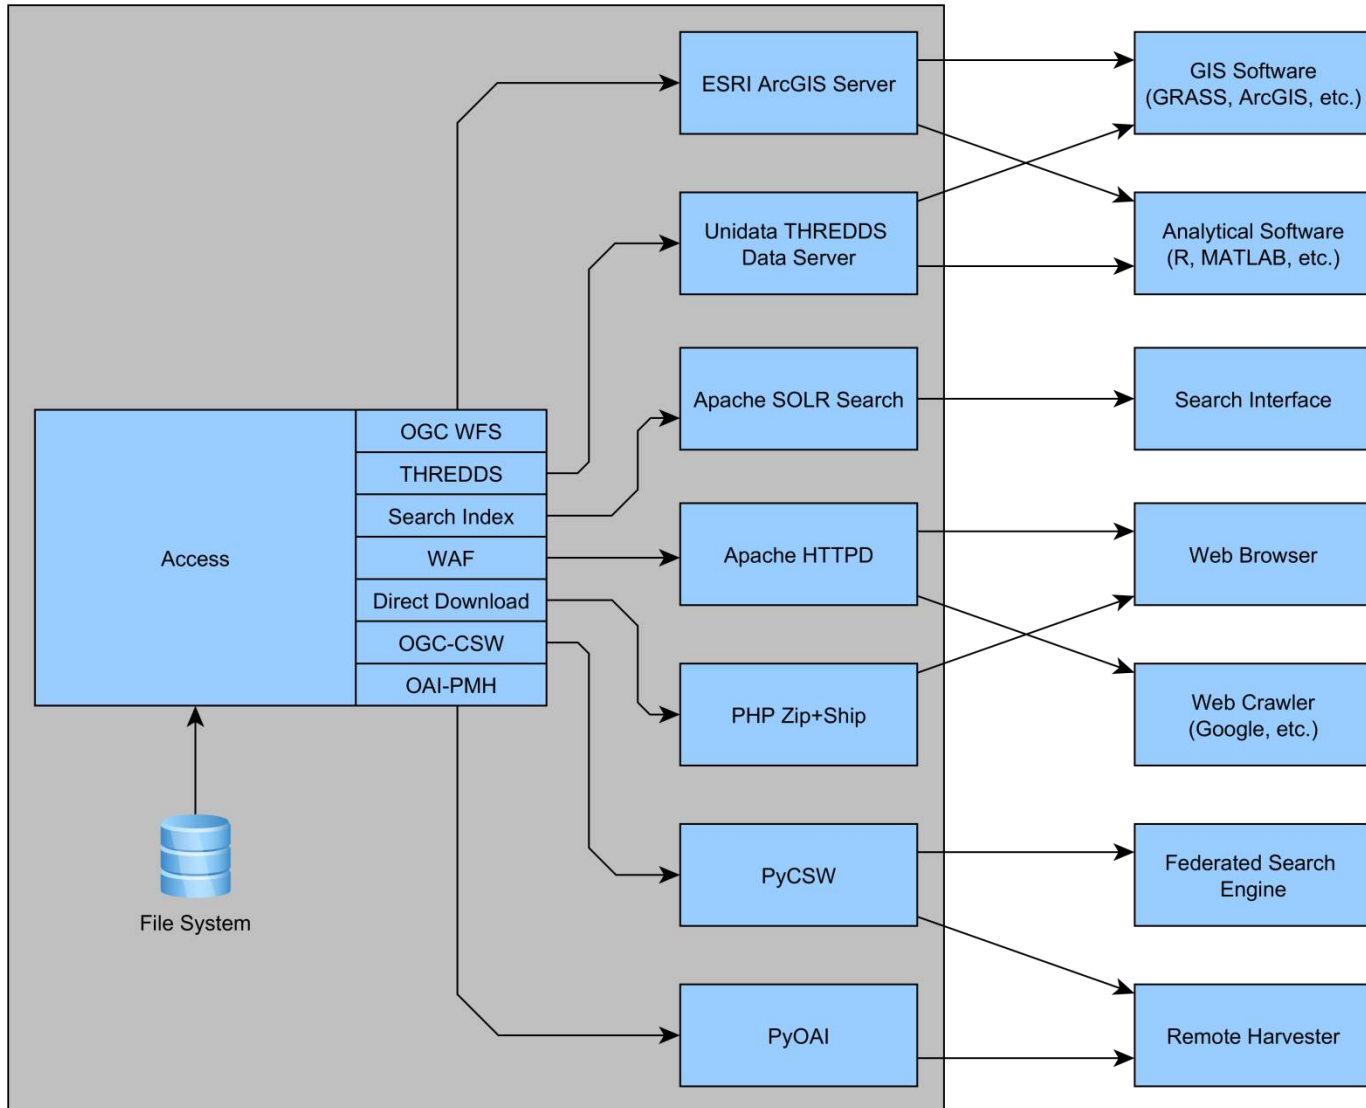 ESRI ArcGIS Server
GIS Software
(GRASS, ArcGIS, etc.)
Unidata THREDDS
Data Server
Analytical Software
(R, MATLAB, etc.)
Apache SOLR Search
Search Interface
Access
OGC WFS
THREDDS
Search Index
WAF
Direct Download
OGC-CSW
OAI-PMH
Apache HTTPD
Web Browser
PHP Zip+Ship
Web Crawler
(Google, etc.)
PyCSW
Federated Search
Engine
File System
PyOAI
Remote Harvester